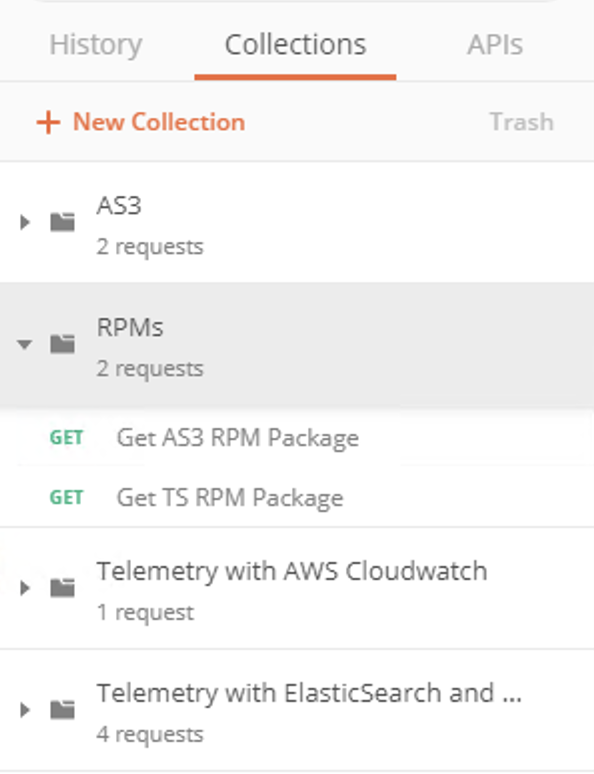 History Collections APIs
+ New Collection Trash
AS3
2 requests
RPMs
2 requests
GET Get AS3 RPM Package
GET Get TS RPM Package
Telemetry with AWS Cloudwatch
1 request
Telemetry with ElasticSearch and ...
4 requests